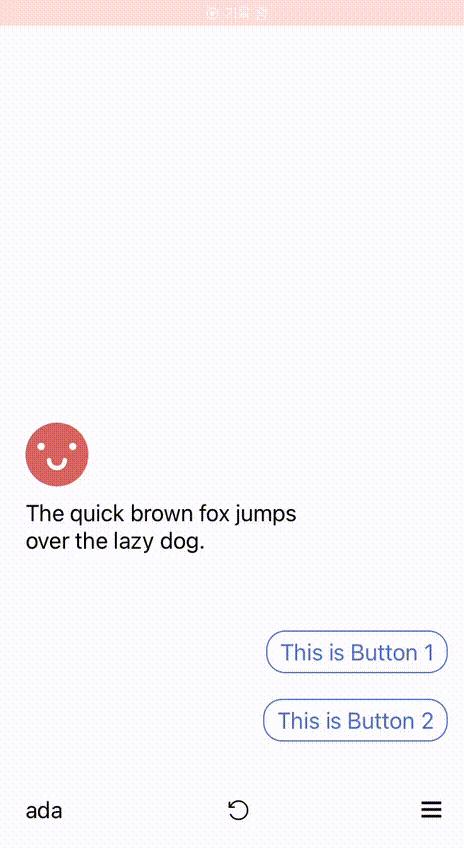 The quick brown fox jumps
over the lazy dog.
This is Button 1
This is Button 2
ada